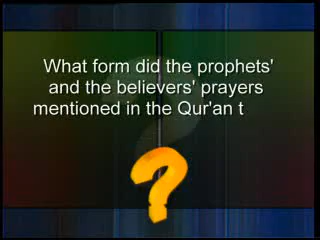 What form did the prophets'
and the believers' prayers
mentioned in the Qur'an t
?